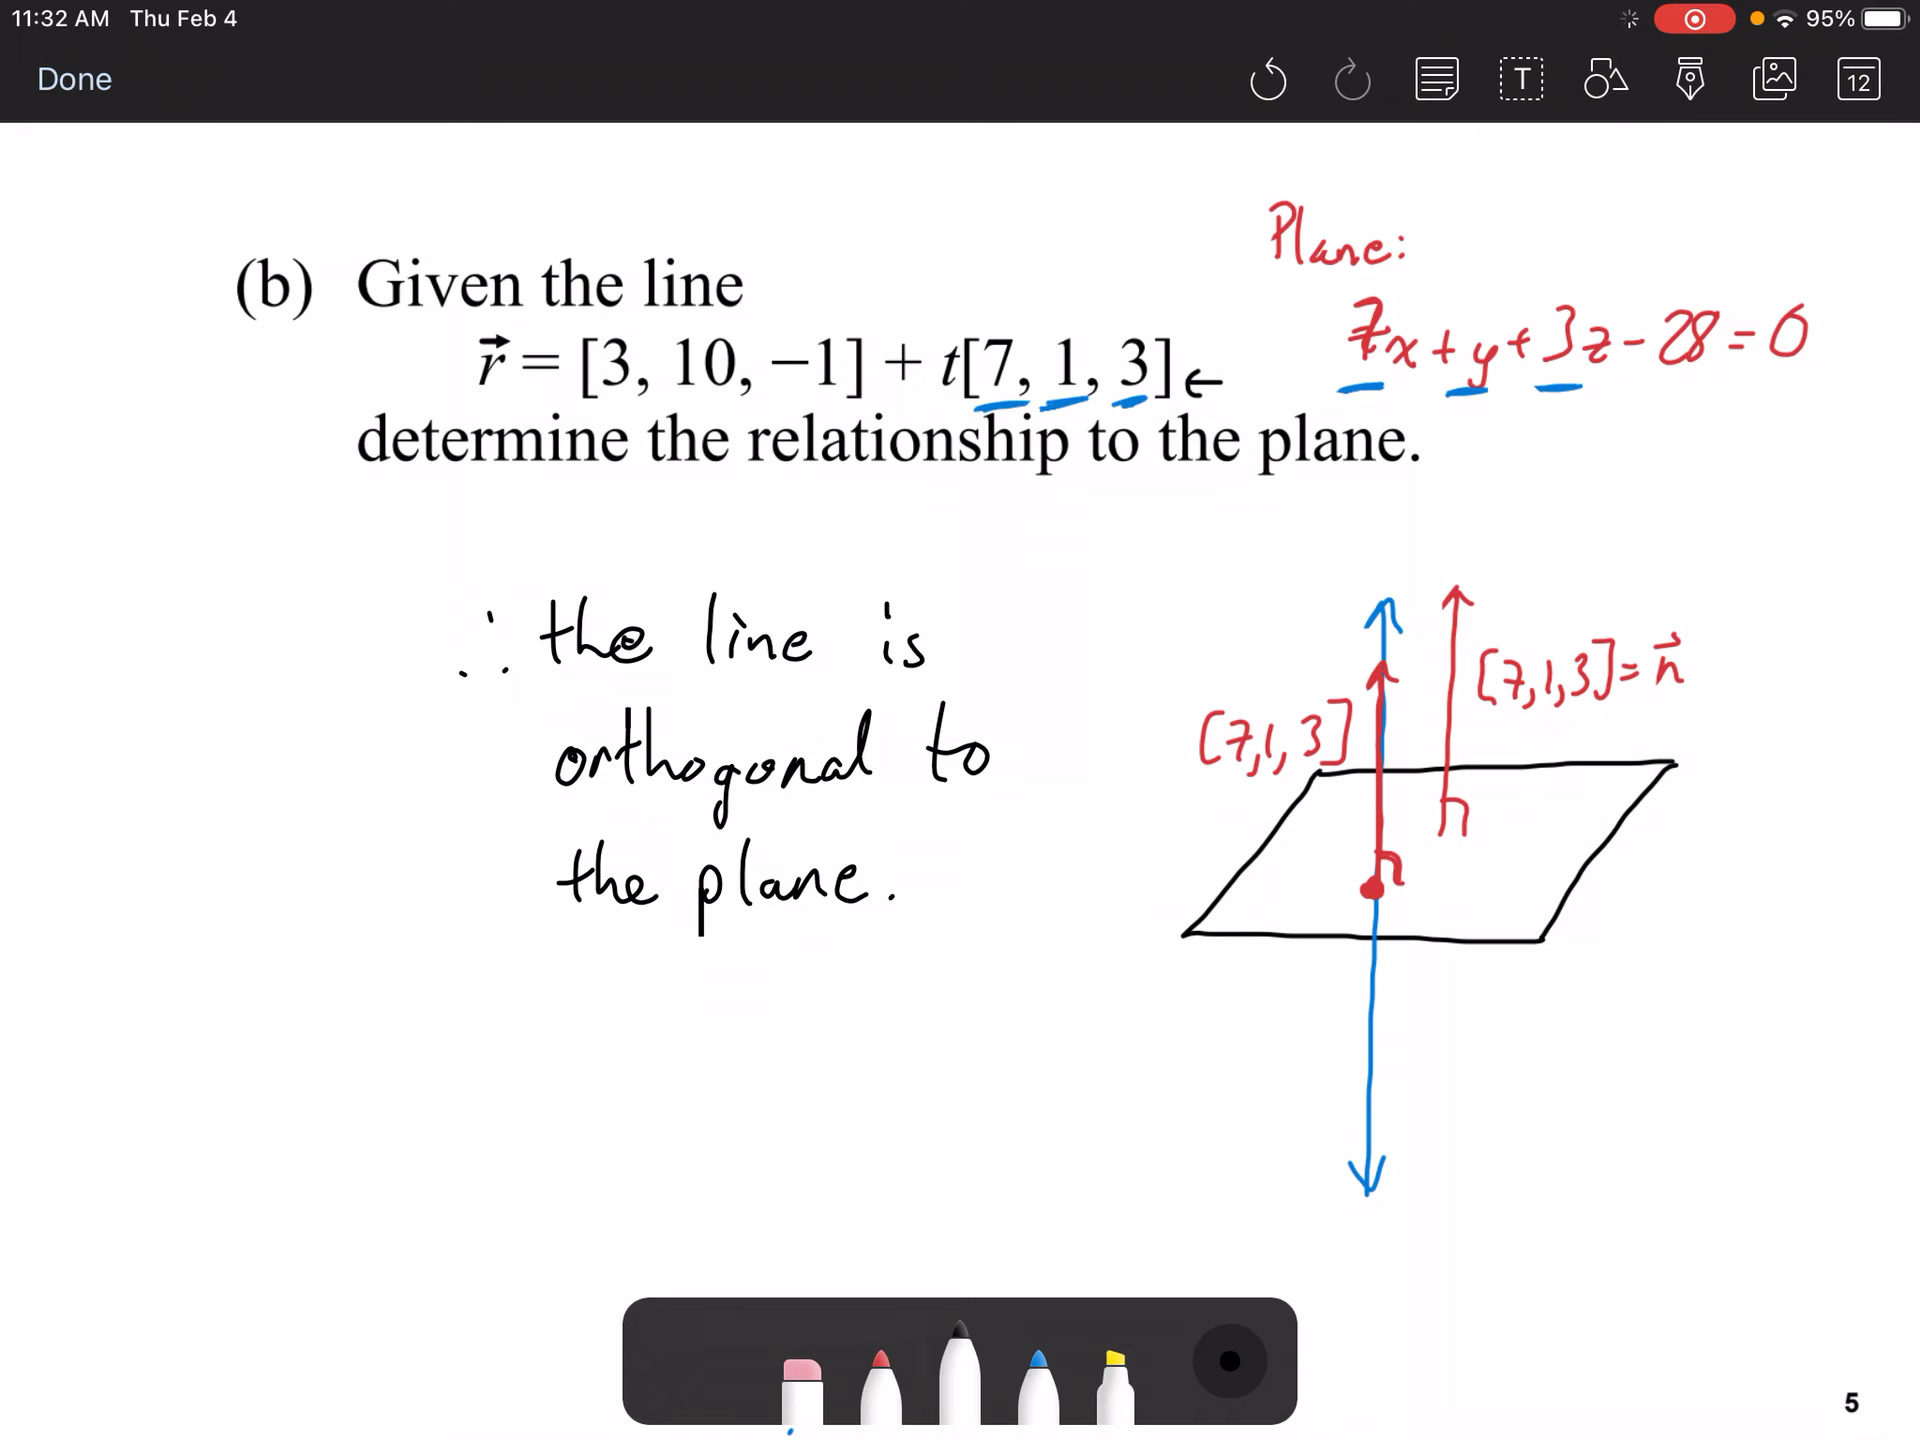 11:32 AM Thu Feb 4
95%
Done
T
12
Plane:
7x + y + 3z - 28 = 0
(b) Given the line
r⃗ = [3, 10, −1] + t[7, 1, 3] ←
determine the relationship to the plane.
∴ the line is
orthogonal to
the plane.
[7,1,3] = n⃗
[7,1,3]
5